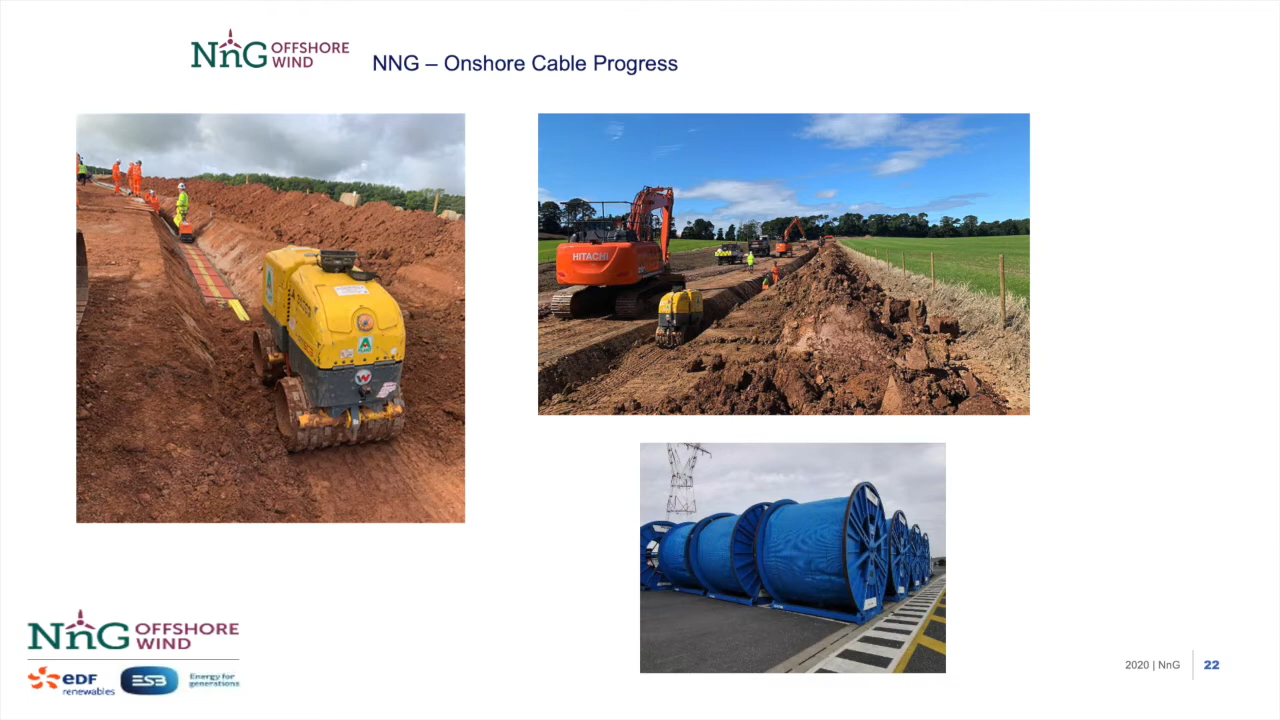 NnG OFFSHORE
WIND
NNG – Onshore Cable Progress
HITACHI
NnG OFFSHORE
WIND
eDF
renewables
ESB
Energy for
generations
2020 | NnG
22